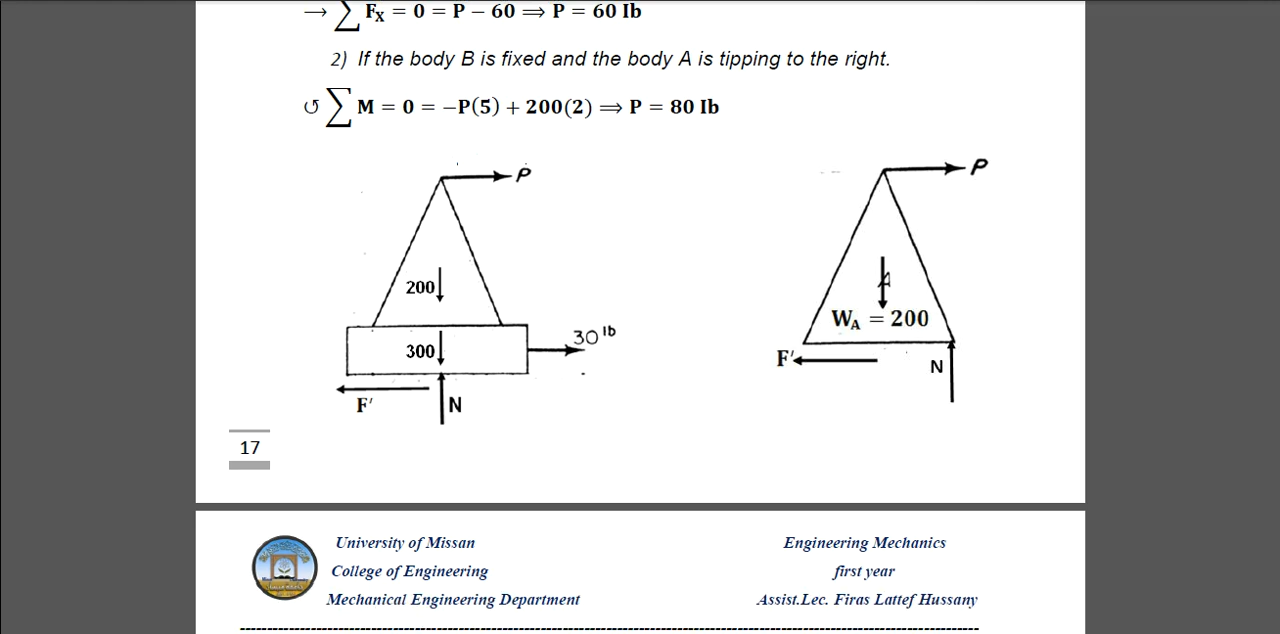 → ∑ Fx = 0 = P − 60 ⟹ P = 60 Ib
2) If the body B is fixed and the body A is tipping to the right.
↺ ∑ M = 0 = −P(5) + 200(2) ⟹ P = 80 Ib
P
200
300
30 lb
F′
N
P
WA = 200
F′
N
17
University of Missan
College of Engineering
Mechanical Engineering Department
Engineering Mechanics
first year
Assist.Lec. Firas Lattef Hussany